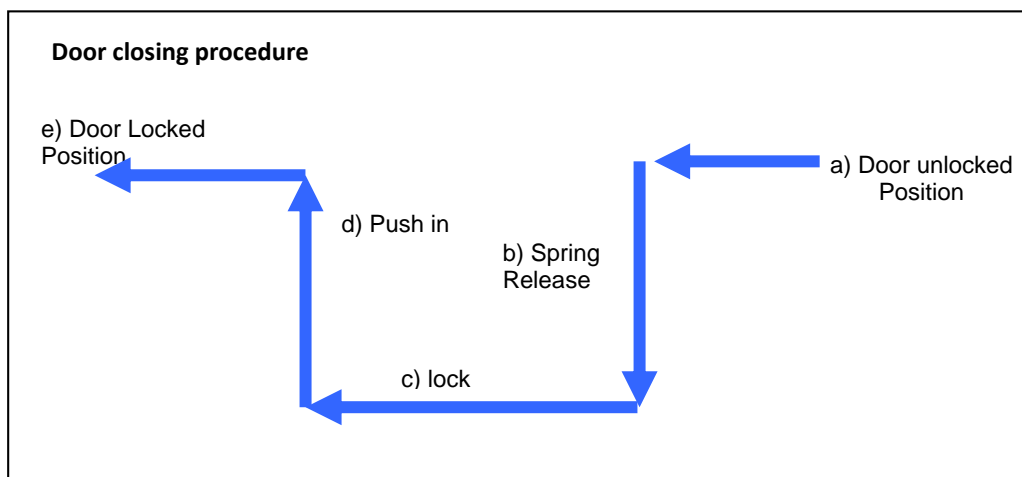 Door closing procedure
e) Door Locked
Position
a) Door unlocked
Position
d) Push in
b) Spring
Release
c) lock